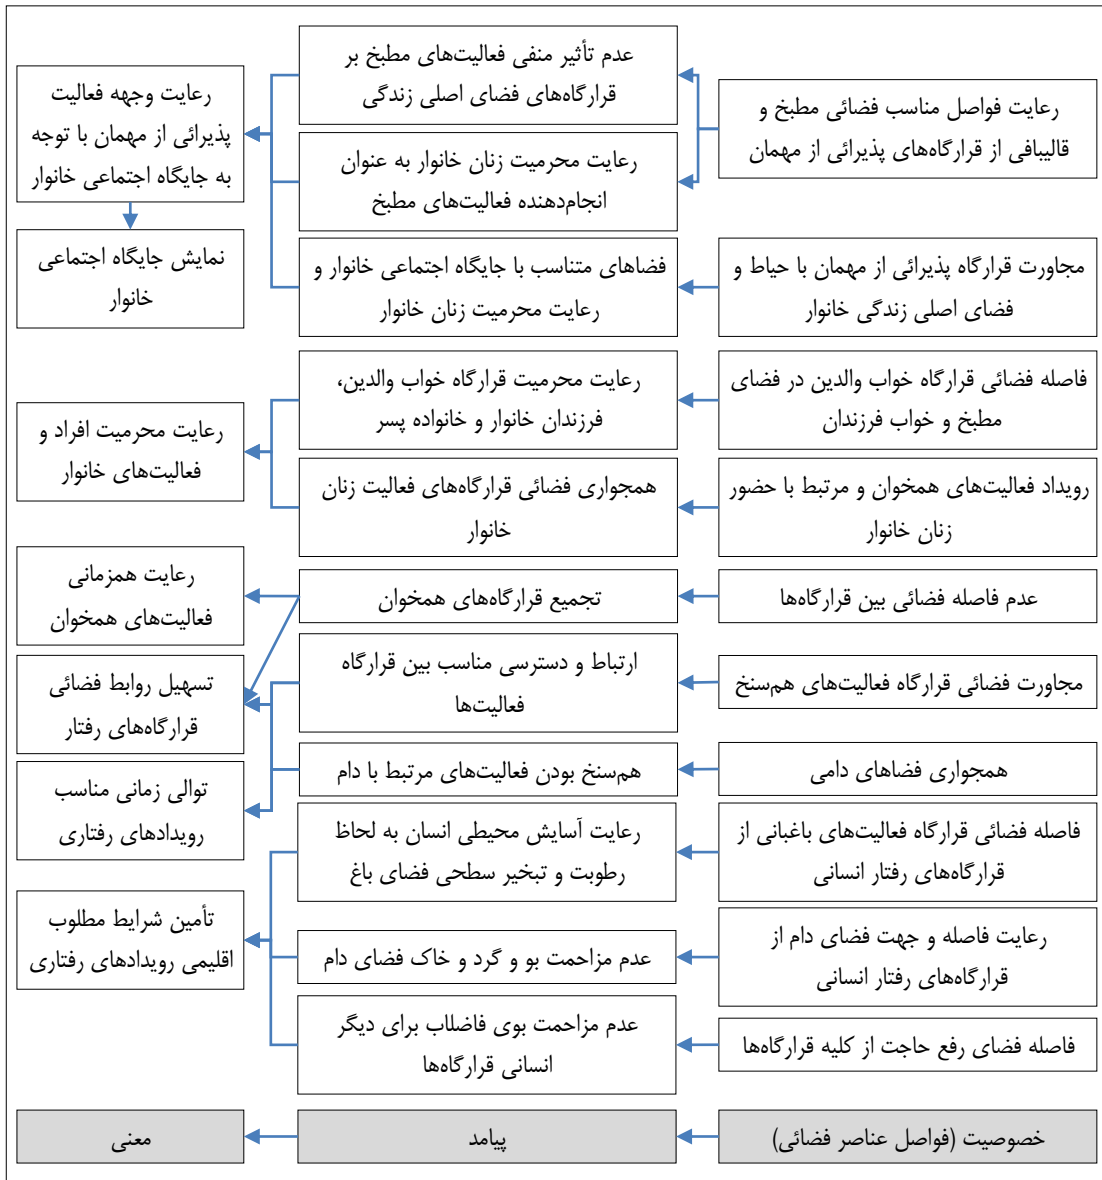 رعایت فواصل مناسب فضائی مطبخ و
قالیبافی از قرارگاه‌های پذیرائی از مهمان
عدم تأثیر منفی فعالیت‌های مطبخ بر
قرارگاه‌های فضای اصلی زندگی
رعایت محرمیت زنان خانوار به عنوان
انجام‌دهنده فعالیت‌های مطبخ
رعایت وجهه فعالیت
پذیرائی از مهمان با توجه
به جایگاه اجتماعی خانوار
مجاورت قرارگاه پذیرائی از مهمان با حیاط و
فضای اصلی زندگی خانوار
فضاهای متناسب با جایگاه اجتماعی خانوار و
رعایت محرمیت زنان خانوار
نمایش جایگاه اجتماعی
خانوار
فاصله فضائی قرارگاه خواب والدین در فضای
مطبخ و خواب فرزندان
رعایت محرمیت قرارگاه خواب والدین،
فرزندان خانوار و خانواده پسر
رعایت محرمیت افراد و
فعالیت‌های خانوار
رویداد فعالیت‌های همخوان و مرتبط با حضور
زنان خانوار
همجواری فضائی قرارگاه‌های فعالیت زنان
خانوار
عدم فاصله فضائی بین قرارگاه‌ها
تجمیع قرارگاه‌های همخوان
رعایت همزمانی
فعالیت‌های همخوان
مجاورت فضائی قرارگاه فعالیت‌های هم‌سنخ
ارتباط و دسترسی مناسب بین قرارگاه
فعالیت‌ها
تسهیل روابط فضائی
قرارگاه‌های رفتار
همجواری فضاهای دامی
هم‌سنخ بودن فعالیت‌های مرتبط با دام
توالی زمانی مناسب
رویدادهای رفتاری
فاصله فضائی قرارگاه فعالیت‌های باغبانی از
قرارگاه‌های رفتار انسانی
رعایت آسایش محیطی انسان به لحاظ
رطوبت و تبخیر سطحی فضای باغ
تأمین شرایط مطلوب
اقلیمی رویدادهای رفتاری
رعایت فاصله و جهت فضای دام از
قرارگاه‌های رفتار انسانی
عدم مزاحمت بو و گرد و خاک فضای دام
فاصله فضای رفع حاجت از کلیه قرارگاه‌ها
عدم مزاحمت بوی فاضلاب برای دیگر
انسانی قرارگاه‌ها
خصوصیت (فواصل عناصر فضائی)
پیامد
معنی